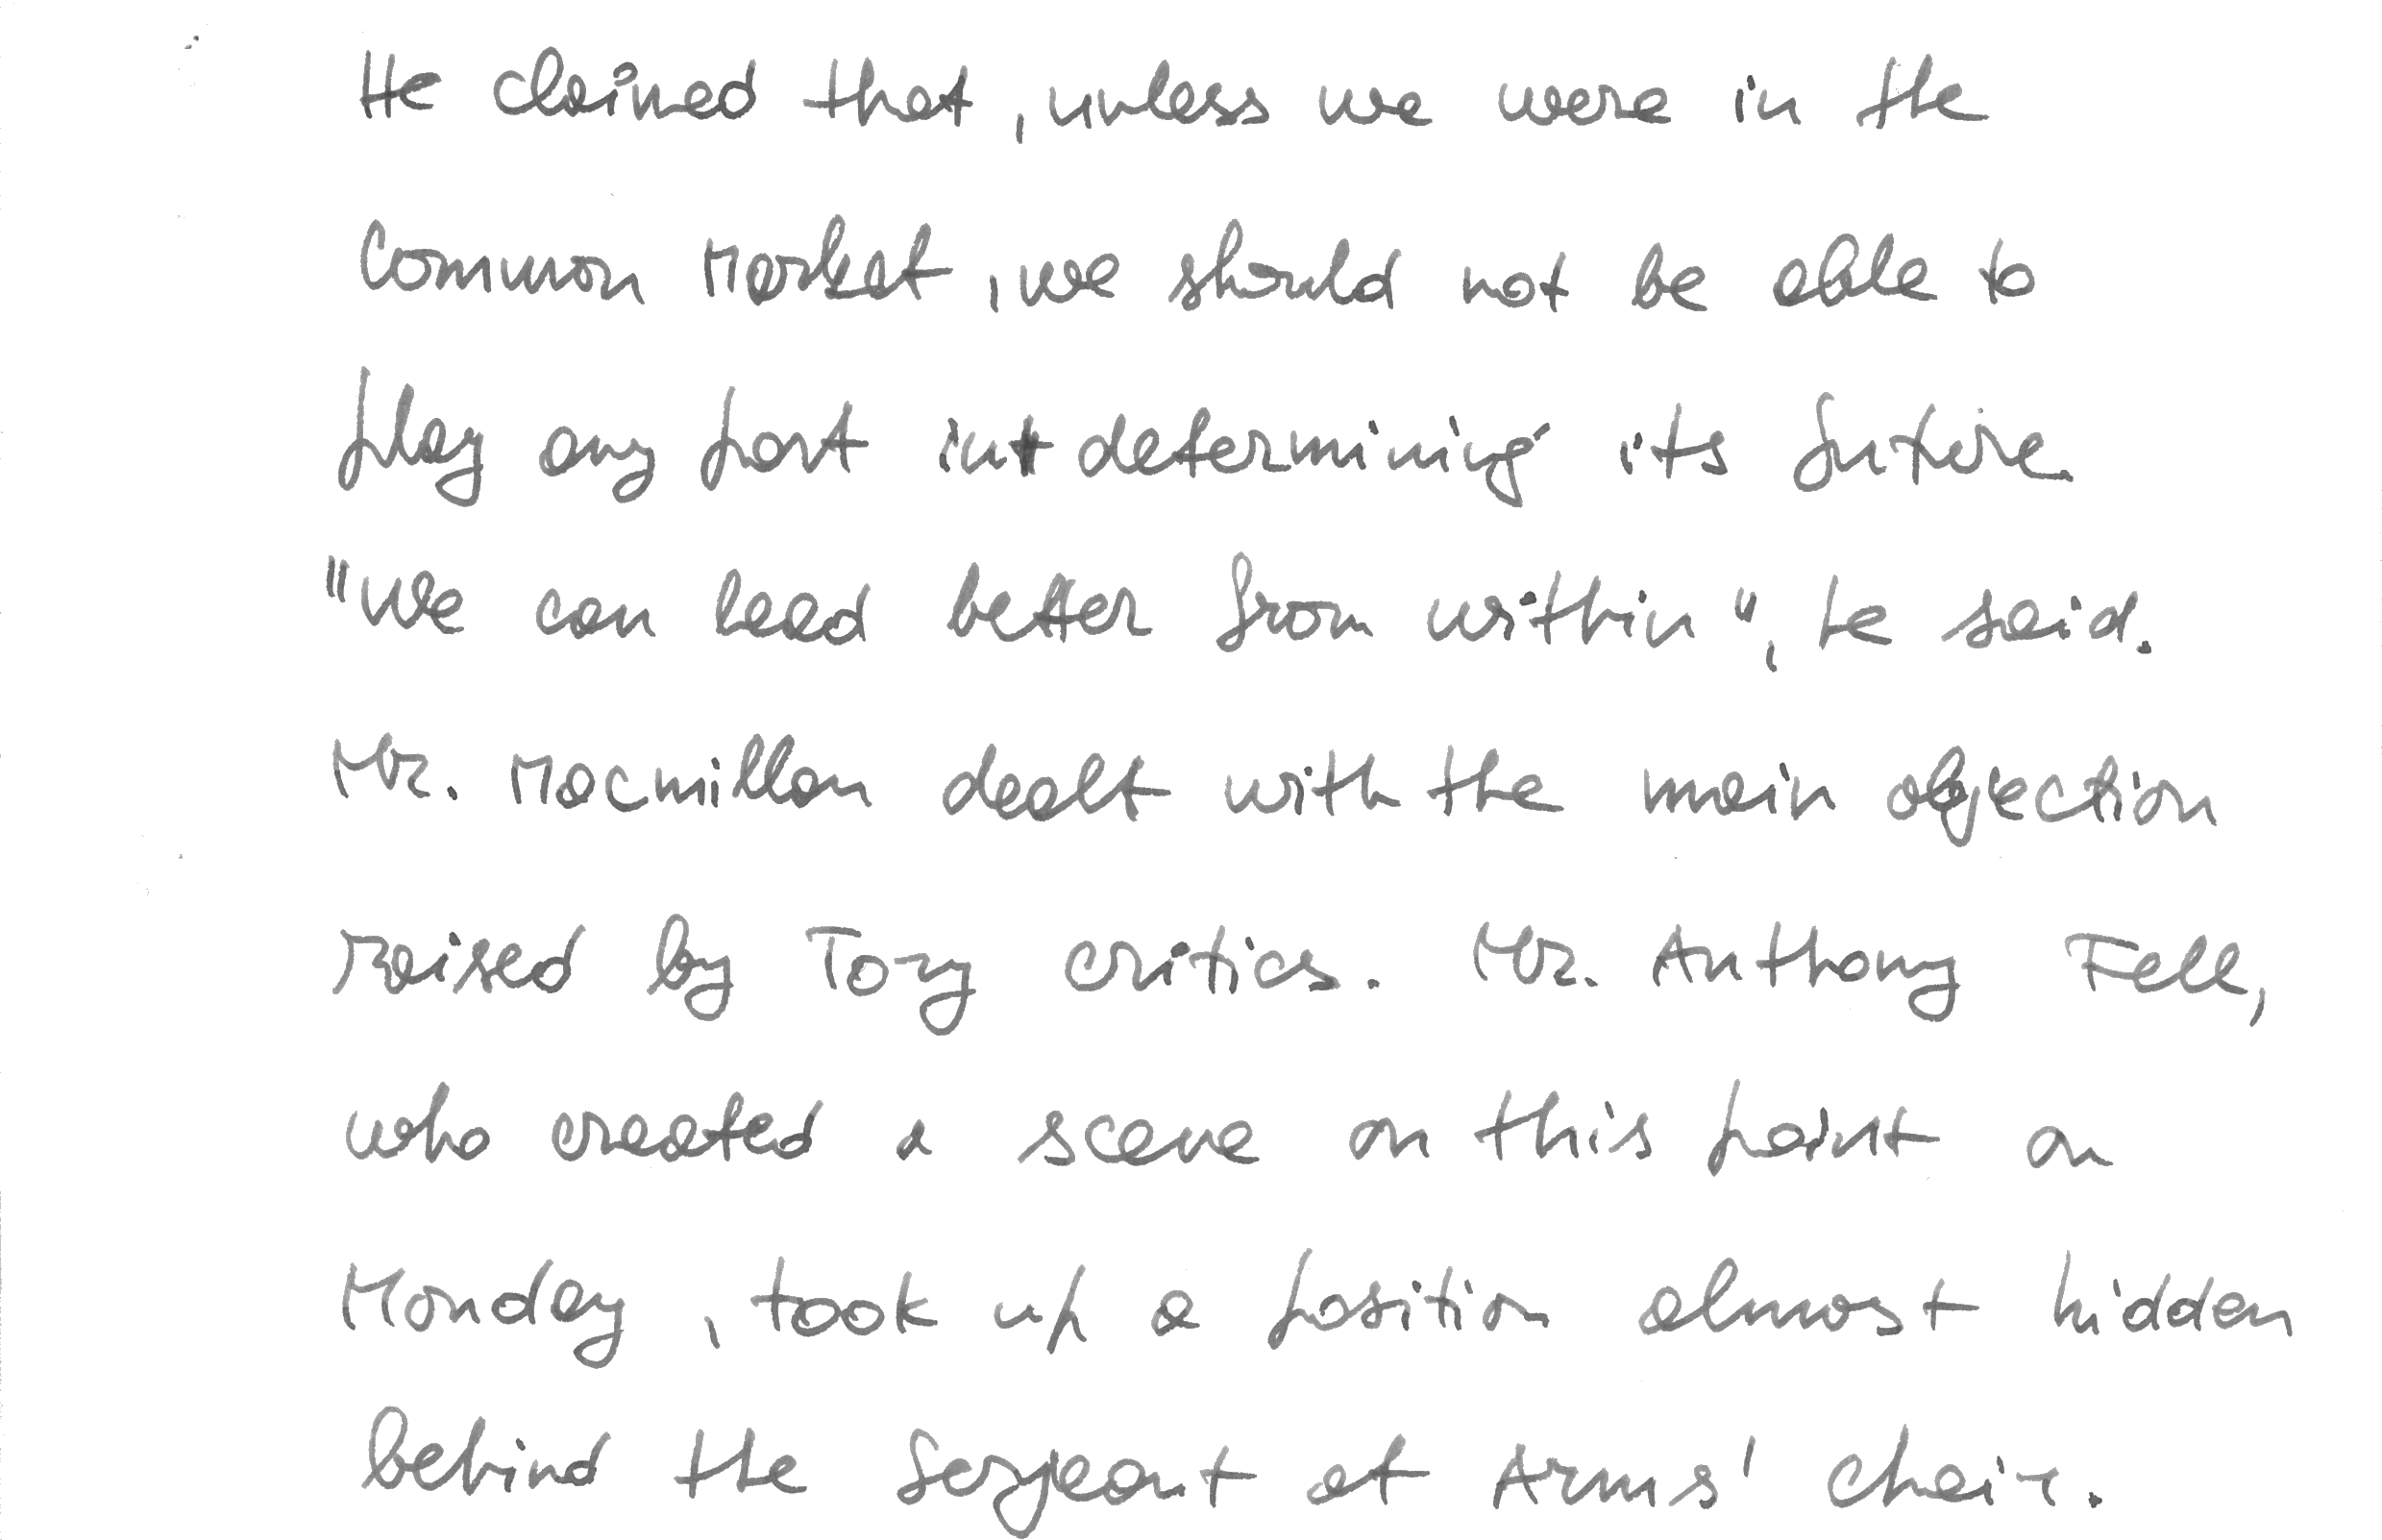 He claimed that, unless we were in the
Common Market, we should not be able to
play any part in determining its future.
"We can lead better from within", he said.
Mr. Macmillan dealt with the main objection
raised by Tory critics. Mr. Anthony Fell,
who created a scene on this point on
Monday, took up a position almost hidden
behind the Serjeant at Arms' chair.